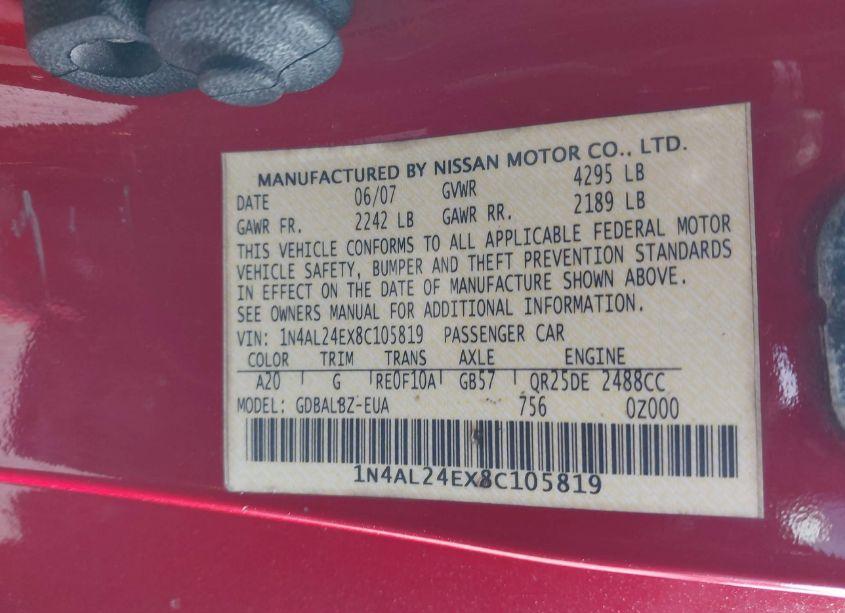 MANUFACTURED BY NISSAN MOTOR CO., LTD.
DATE 06/07 GVWR 4295 LB
GAWR FR. 2242 LB GAWR RR. 2189 LB
THIS VEHICLE CONFORMS TO ALL APPLICABLE FEDERAL MOTOR
VEHICLE SAFETY, BUMPER AND THEFT PREVENTION STANDARDS
IN EFFECT ON THE DATE OF MANUFACTURE SHOWN ABOVE.
SEE OWNERS MANUAL FOR ADDITIONAL INFORMATION.
VIN: 1N4AL24EX8C105819 PASSENGER CAR
COLOR TRIM TRANS AXLE ENGINE
A20 G RE0F10A GB57 QR25DE 2488CC
MODEL: GDBALBZ-EUA 756 0Z000
1N4AL24EX8C105819